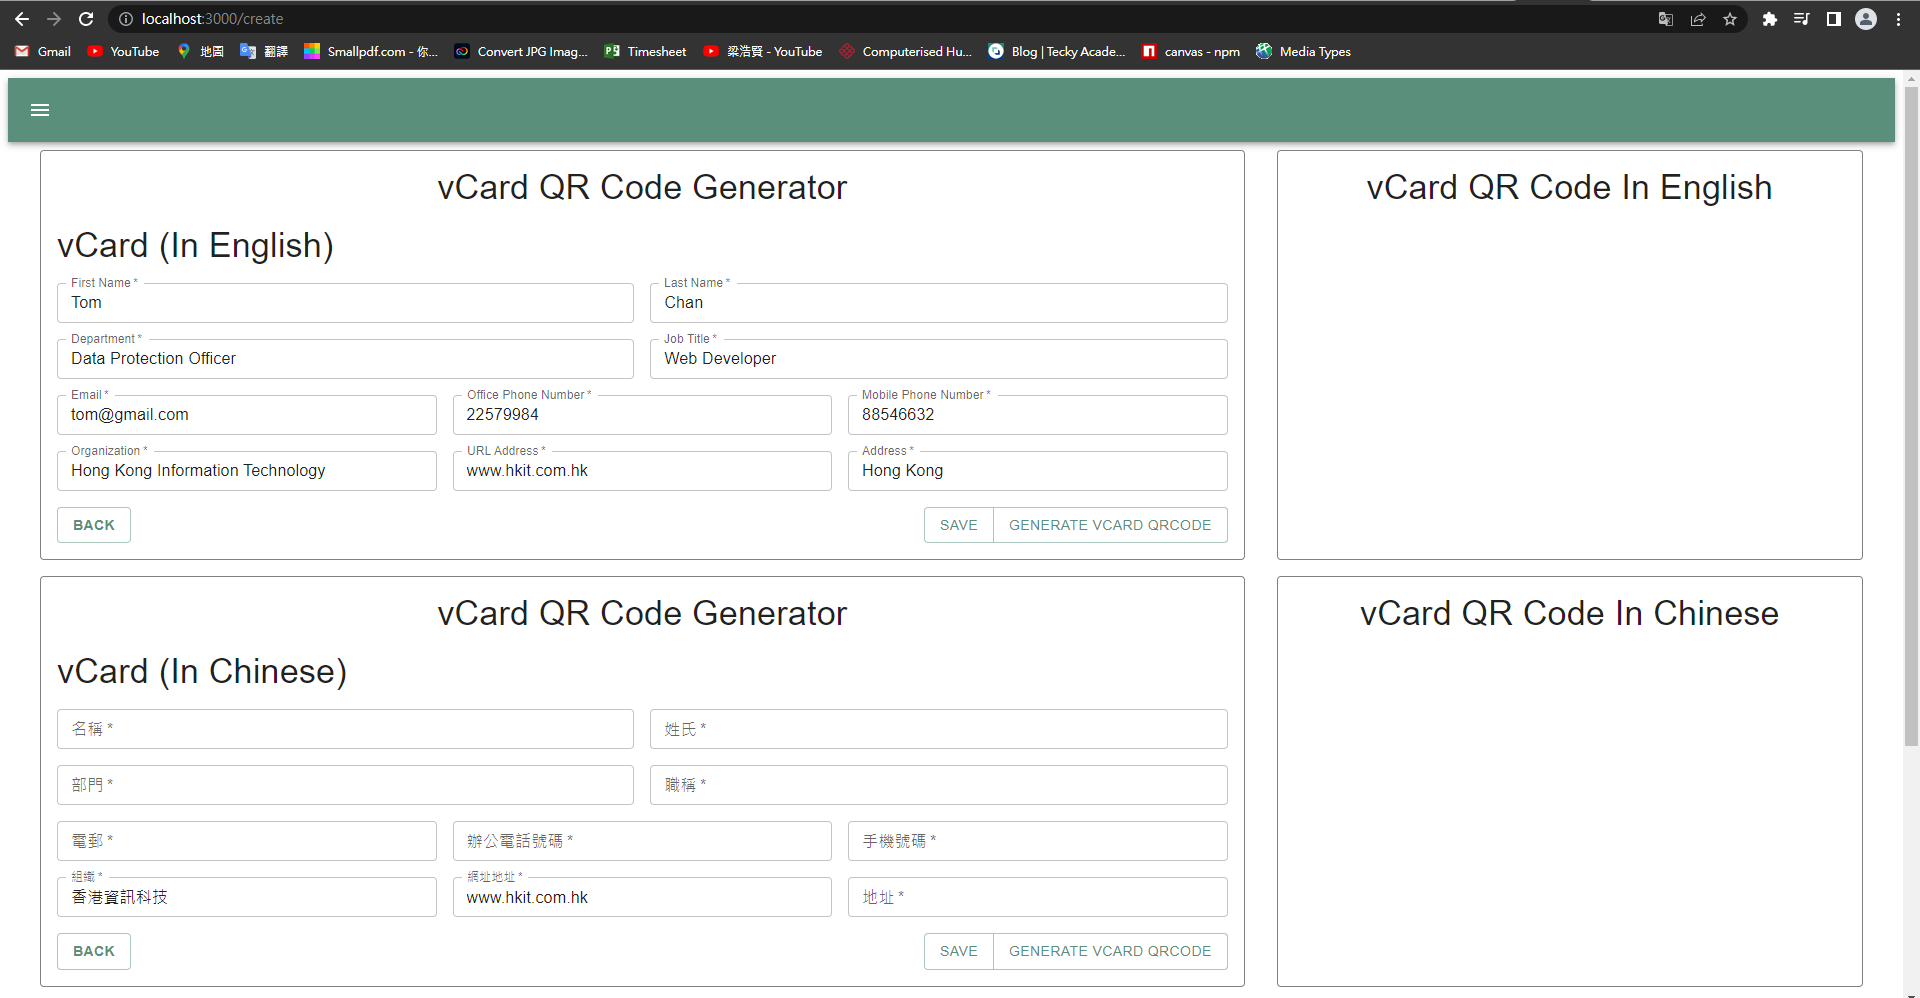 localhost:3000/create
Gmail YouTube 地圖 翻譯 Smallpdf.com - 你... Convert JPG Imag... Timesheet 梁浩賢 - YouTube Computerised Hu... Blog | Tecky Acade... canvas - npm Media Types
vCard QR Code Generator
vCard (In English)
First Name * Last Name *
Tom Chan
Department * Job Title *
Data Protection Officer Web Developer
Email * Office Phone Number * Mobile Phone Number *
tom@gmail.com 22579984 88546632
Organization * URL Address * Address *
Hong Kong Information Technology www.hkit.com.hk Hong Kong
BACK SAVE GENERATE VCARD QRCODE
vCard QR Code In English
vCard QR Code Generator
vCard (In Chinese)
名稱 * 姓氏 *
部門 * 職稱 *
電郵 * 辦公電話號碼 * 手機號碼 *
組織 * 網址地址 *
香港資訊科技 www.hkit.com.hk 地址 *
BACK SAVE GENERATE VCARD QRCODE
vCard QR Code In Chinese